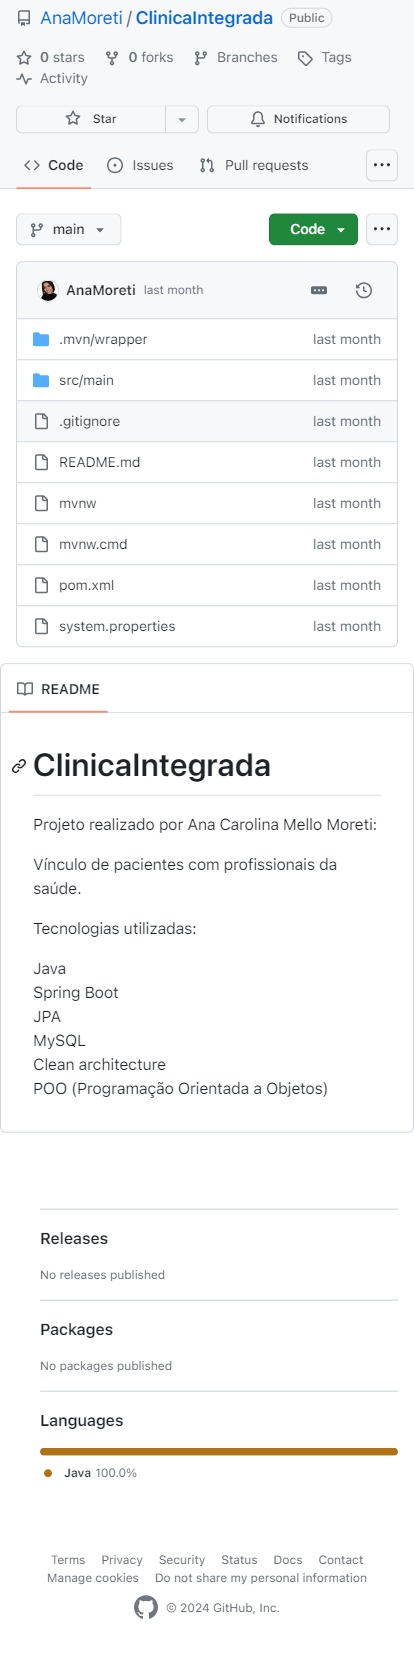 AnaMoreti / ClinicaIntegrada Public
0 stars 0 forks Branches Tags
Activity
Star Notifications
Code Issues Pull requests
main Code
AnaMoreti last month
.mvn/wrapper last month
src/main last month
.gitignore last month
README.md last month
mvnw last month
mvnw.cmd last month
pom.xml last month
system.properties last month
README
ClinicaIntegrada
Projeto realizado por Ana Carolina Mello Moreti:
Vínculo de pacientes com profissionais da
saúde.
Tecnologias utilizadas:
Java
Spring Boot
JPA
MySQL
Clean architecture
POO (Programação Orientada a Objetos)
Releases
No releases published
Packages
No packages published
Languages
Java 100.0%
Terms Privacy Security Status Docs Contact
Manage cookies Do not share my personal information
© 2024 GitHub, Inc.